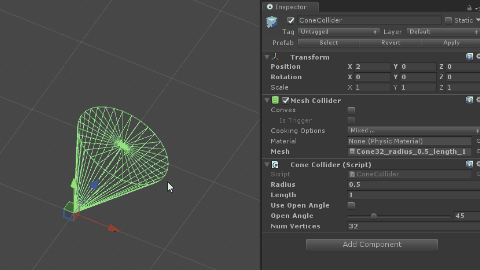 Inspector
ConeCollider
Static
Tag Untagged Layer Default
Prefab Select Revert Apply
Transform
Position X 2 Y 0 Z 0
Rotation X 0 Y 0 Z 0
Scale X 1 Y 1 Z 1
Mesh Collider
Convex
Is Trigger
Cooking Options Mixed ...
Material None (Physic Material)
Mesh Cone32_radius_0.5_length_1
Cone Collider (Script)
Script ConeCollider
Radius 0.5
Length 1
Use Open Angle
Open Angle 45
Num Vertices 32
Add Component